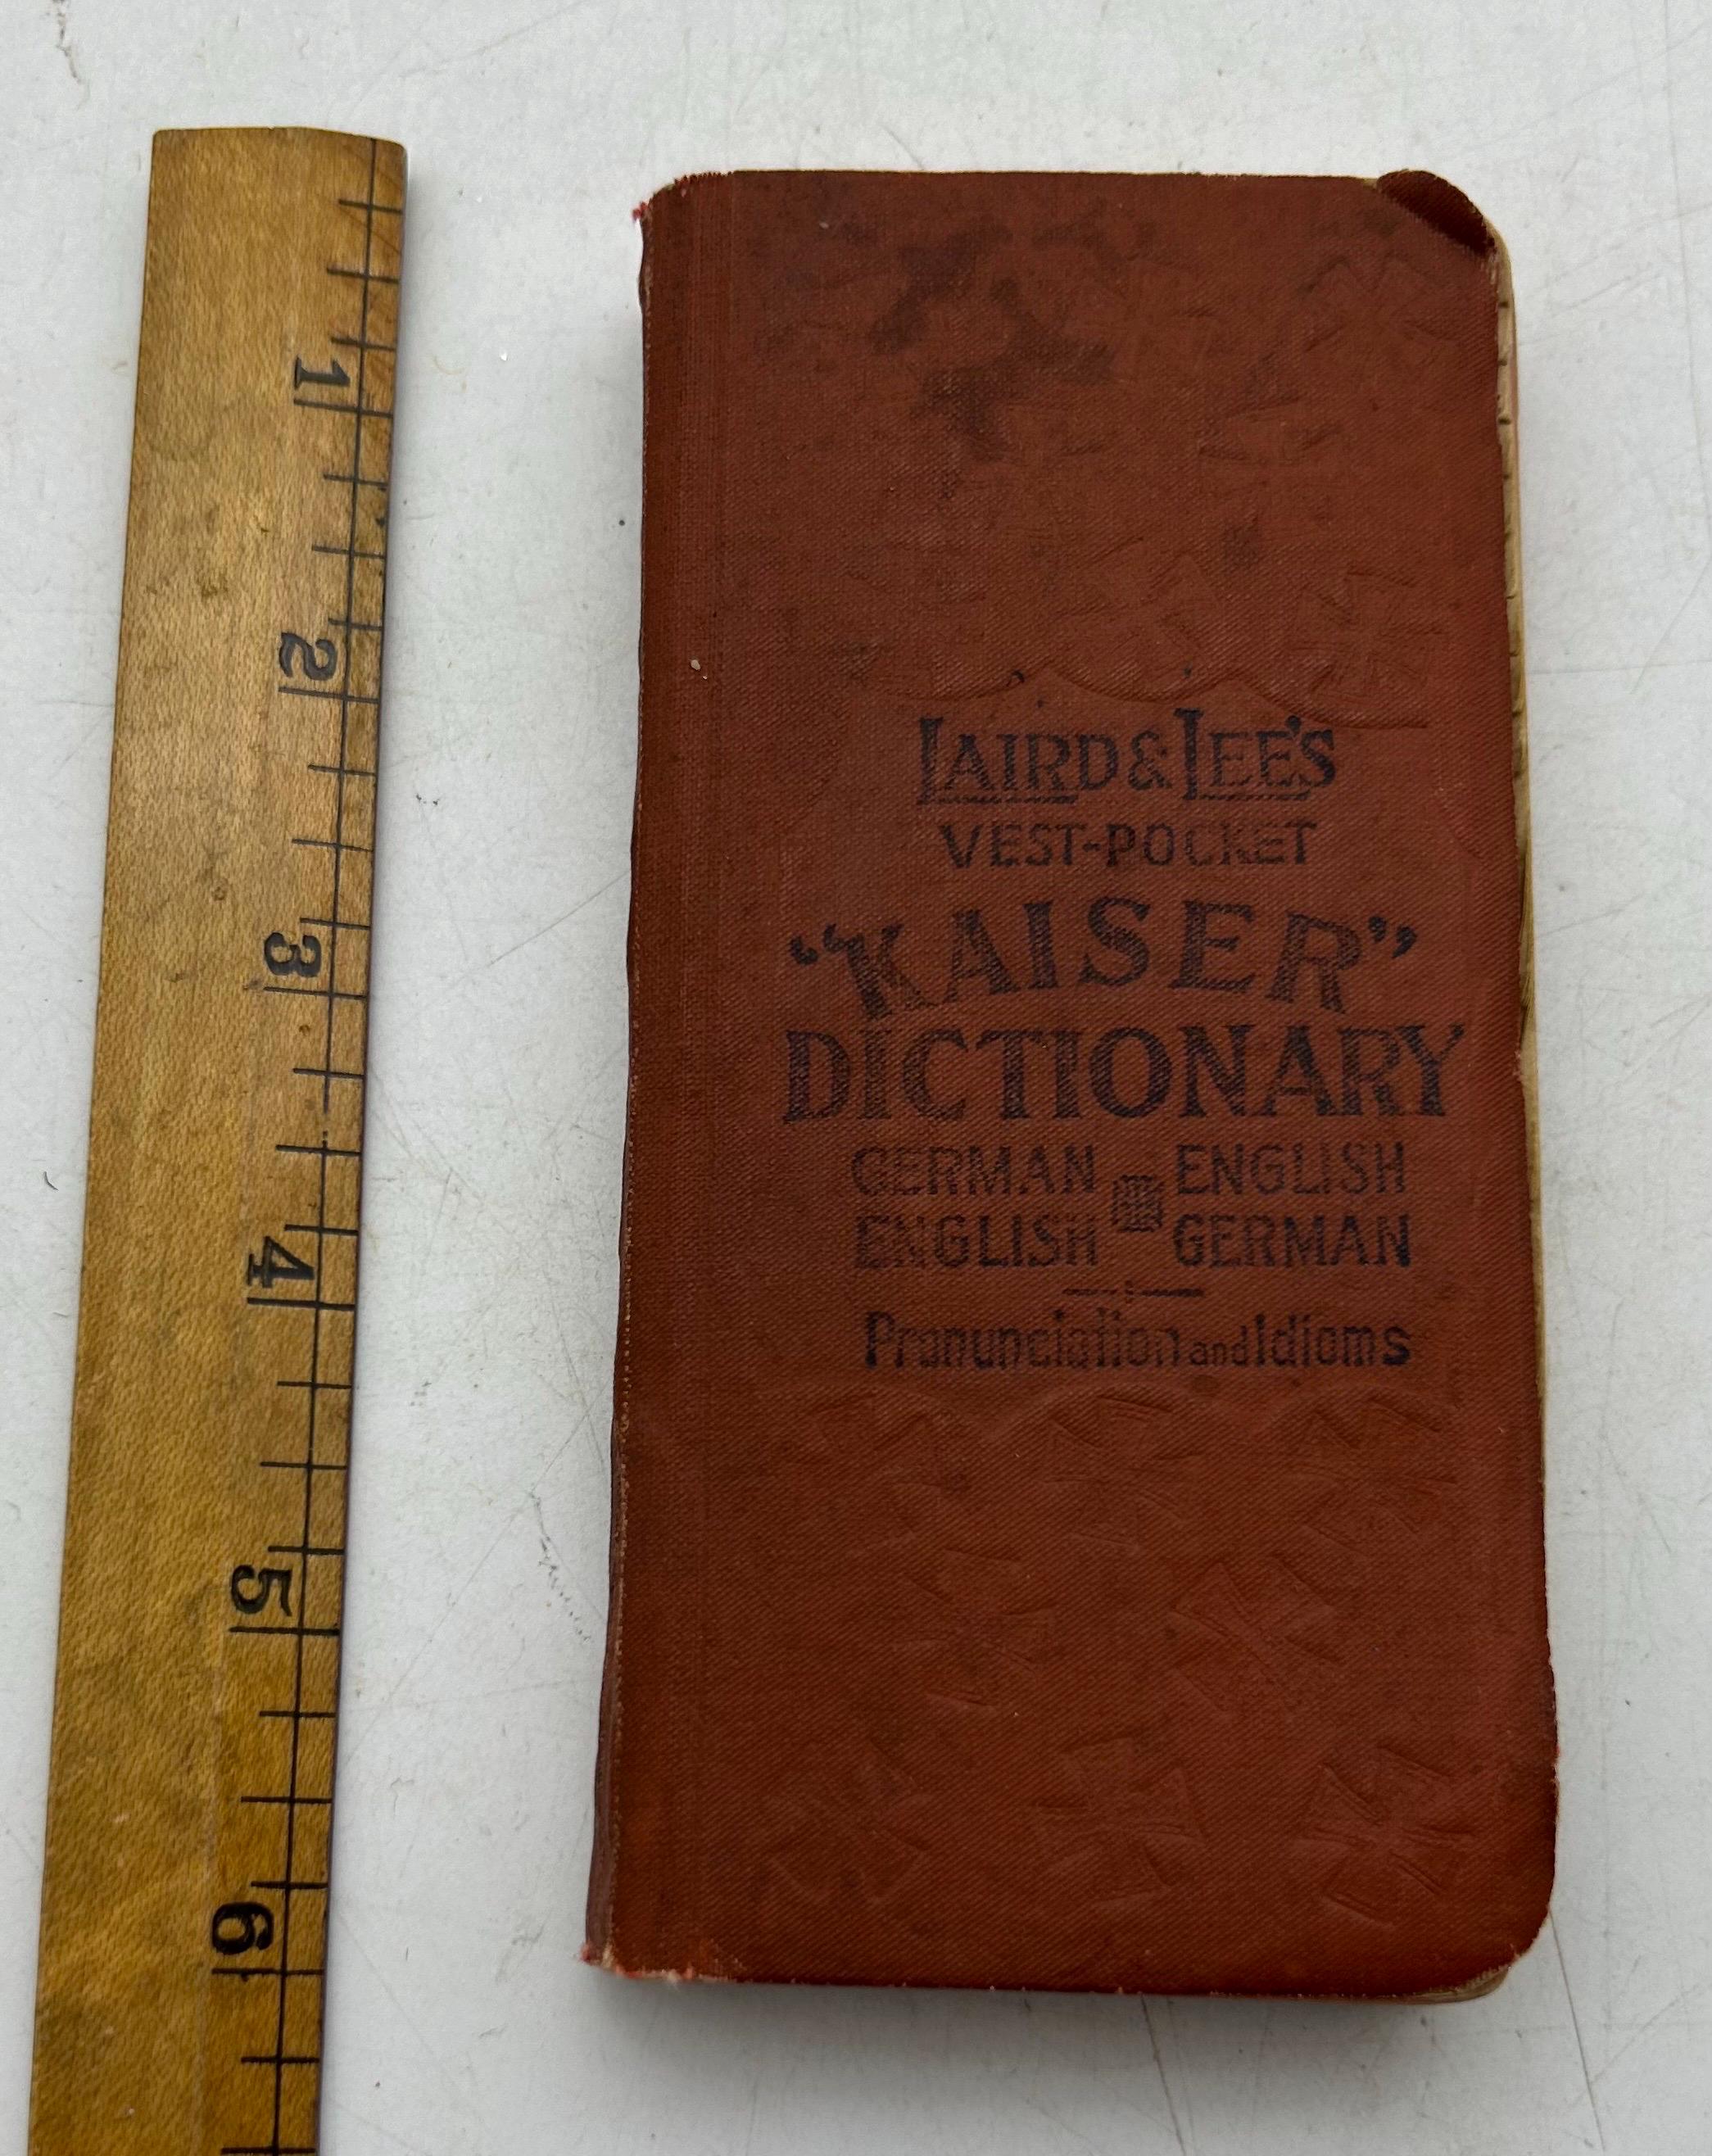 1
2
3
4
5
6
LAIRD & LEE'S
VEST-POCKET
"KAISER"
DICTIONARY
GERMAN ENGLISH
ENGLISH GERMAN
Pronunciation and Idioms